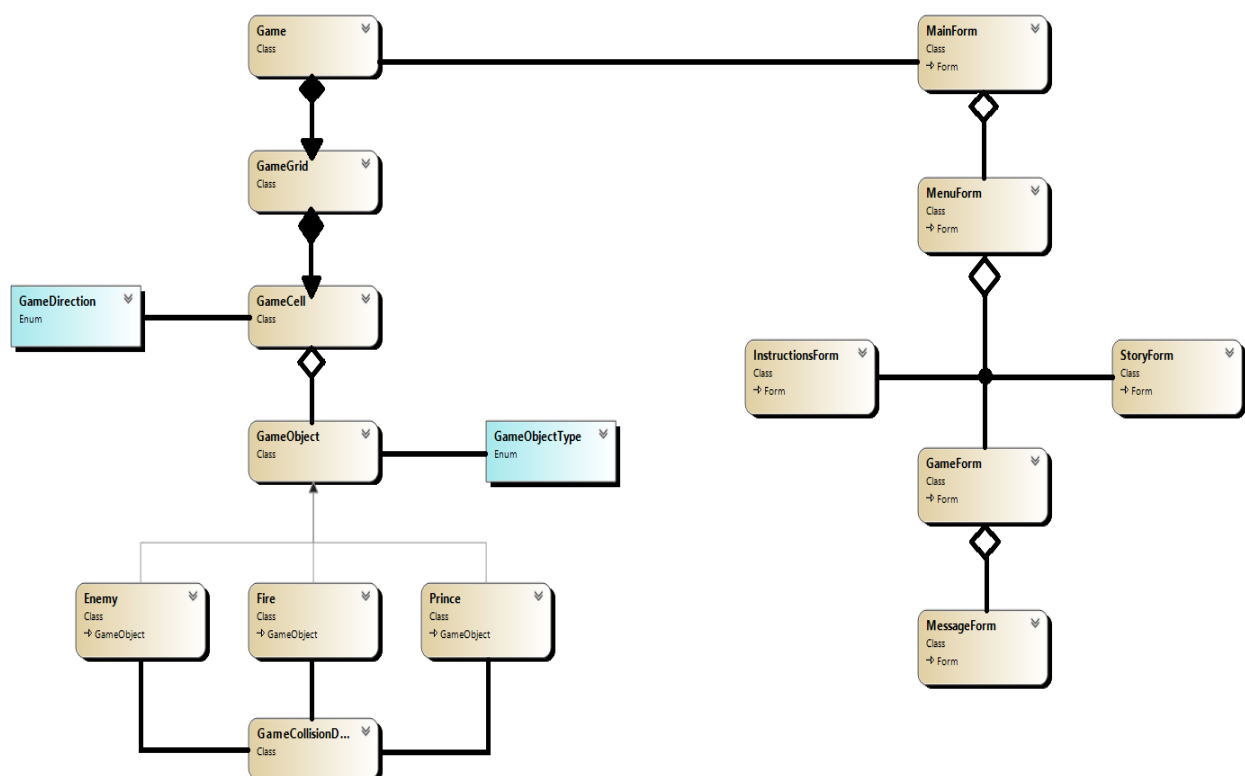 Game
Class
MainForm
Class
Form
GameGrid
Class
MenuForm
Class
Form
GameDirection
Enum
GameCell
Class
InstructionsForm
Class
Form
StoryForm
Class
Form
GameObject
Class
GameObjectType
Enum
GameForm
Class
Form
Enemy
Class
GameObject
Fire
Class
GameObject
Prince
Class
GameObject
MessageForm
Class
Form
GameCollisionD...
Class